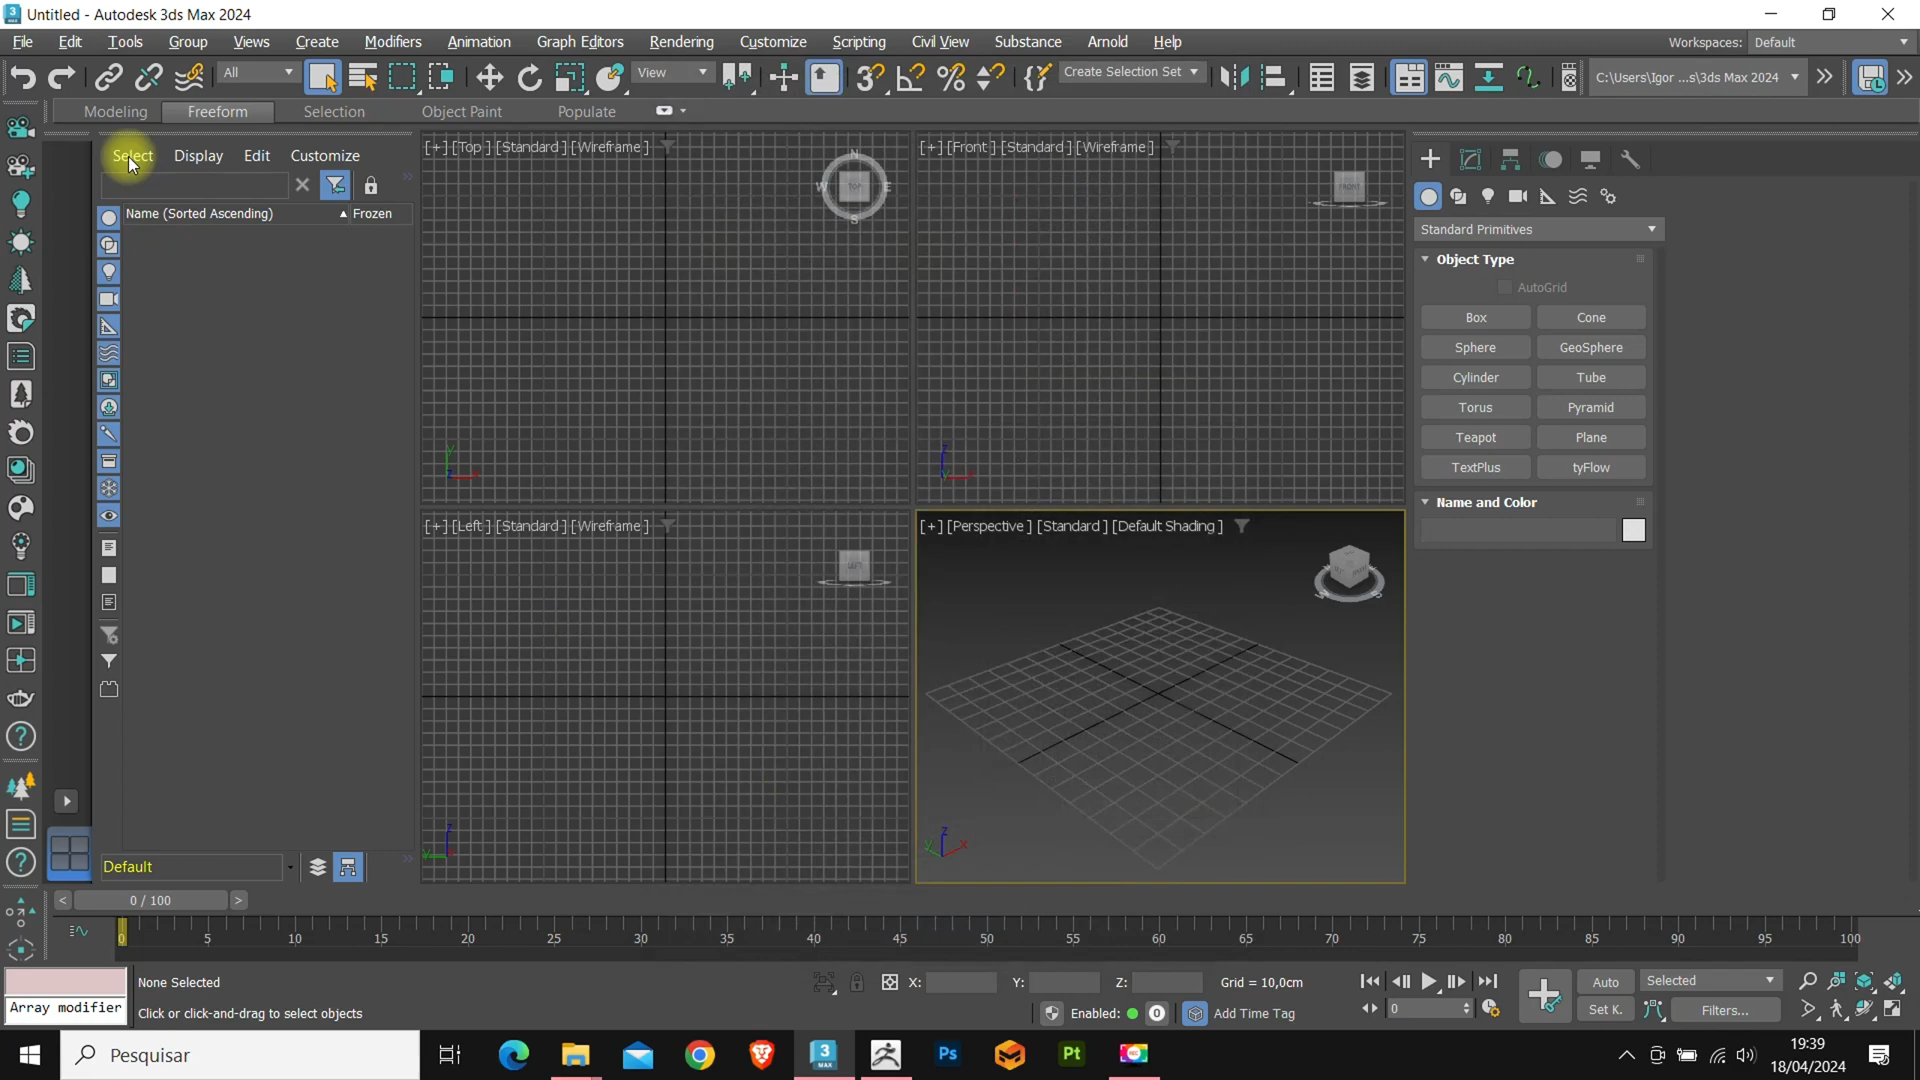 Untitled - Autodesk 3ds Max 2024
File Edit Tools Group Views Create Modifiers Animation Graph Editors Rendering Customize Scripting Civil View Substance Arnold Help Workspaces: Default
All View Create Selection Set C:\Users\Igor ...s\3ds Max 2024
Modeling Freeform Selection Object Paint Populate
Select Display Edit Customize
Name (Sorted Ascending) Frozen
[+] [Top ] [Standard ] [Wireframe ]
N
W TOP E
S
[+] [Front ] [Standard ] [Wireframe ]
FRONT
Standard Primitives
Object Type
AutoGrid
Box Cone
Sphere GeoSphere
Cylinder Tube
Torus Pyramid
Teapot Plane
TextPlus tyFlow
Name and Color
y
z x
z
y x
[+] [Left ] [Standard ] [Wireframe ]
LEFT
[+] [Perspective ] [Standard ] [Default Shading ]
z
y
z
y x
Default
< 0 / 100 >
0 5 10 15 20 25 30 35 40 45 50 55 60 65 70 75 80 85 90 95 100
None Selected X: Y: Z: Grid = 10,0cm Auto Selected
Array modifier Click or click-and-drag to select objects Enabled: 0 Add Time Tag 0 Set K. Filters...
Pesquisar
3 MAX Ps Pt
19:39
18/04/2024